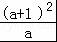 (a+1 )²
a